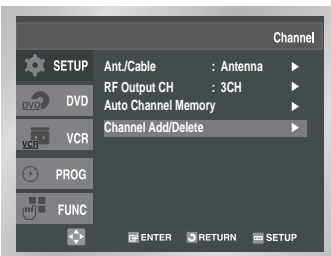 Channel
SETUP
Ant./Cable : Antenna
RF Output CH : 3CH
DVD DVD
Auto Channel Memory
Channel Add/Delete
VCR VCR
PROG
FUNC
ENTER RETURN SETUP